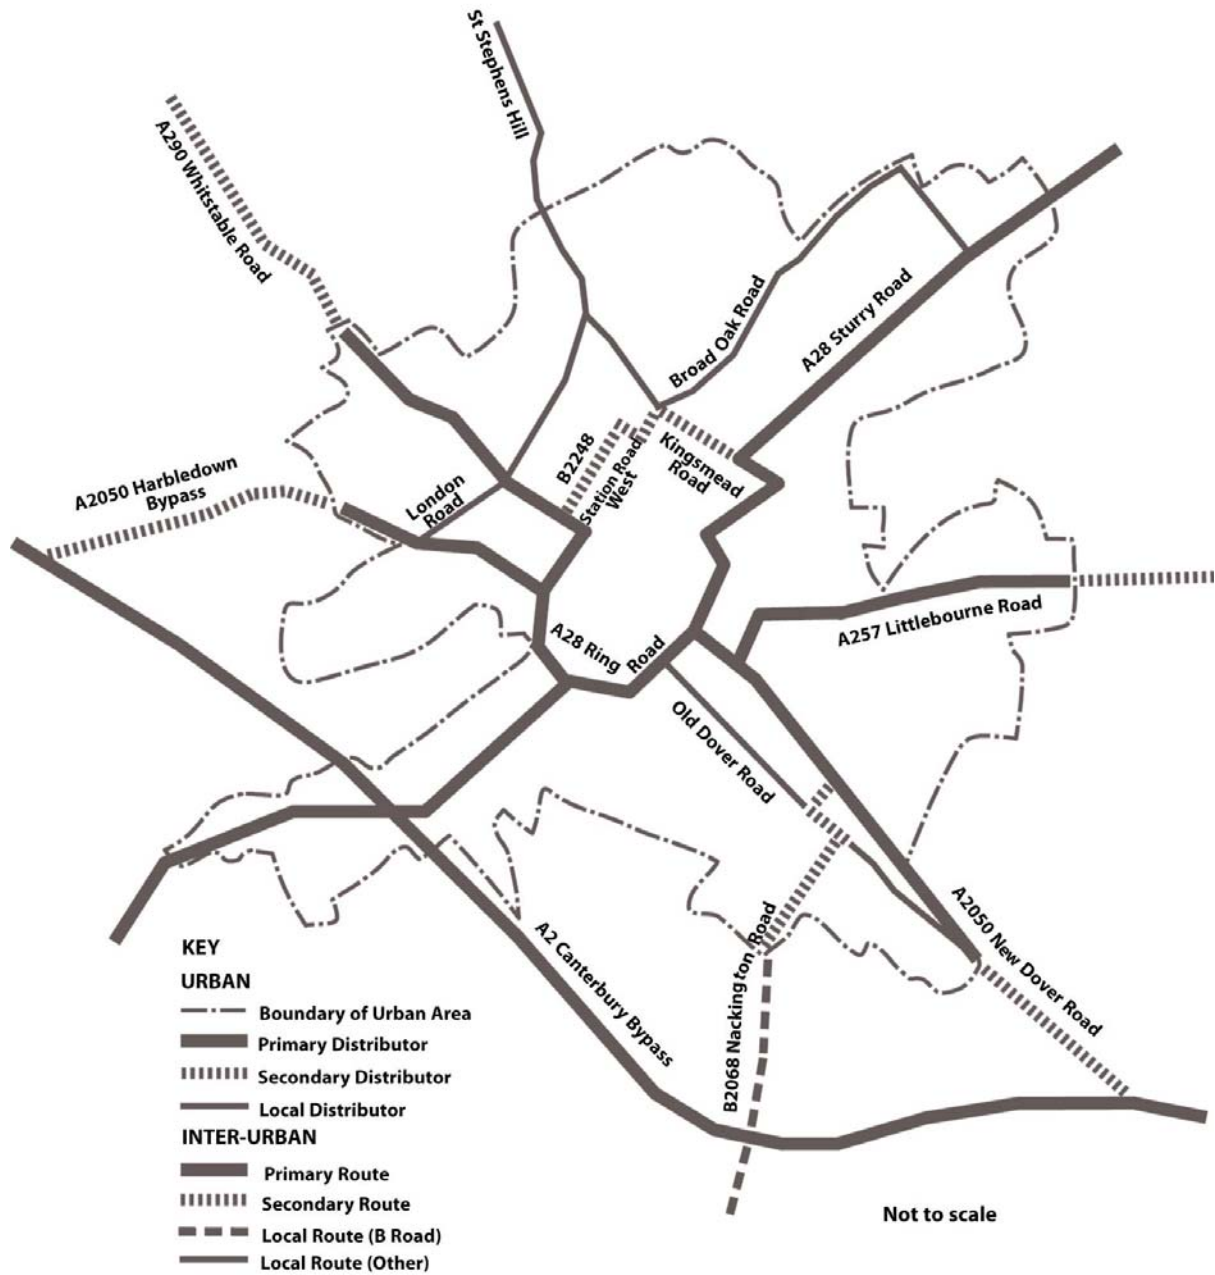 St Stephens Hill
A290 Whitstable Road
Broad Oak Road
A28 Sturry Road
B2248
Station Road
West
Kingsmead
Road
A2050 Harbledown
Bypass
London
Road
A257 Littlebourne Road
A28 Ring Road
Old Dover Road
A2050 New Dover Road
B2068 Nackington Road
A2 Canterbury Bypass
KEY
URBAN
Boundary of Urban Area
Primary Distributor
Secondary Distributor
Local Distributor
INTER-URBAN
Primary Route
Secondary Route
Local Route (B Road)
Local Route (Other)
Not to scale